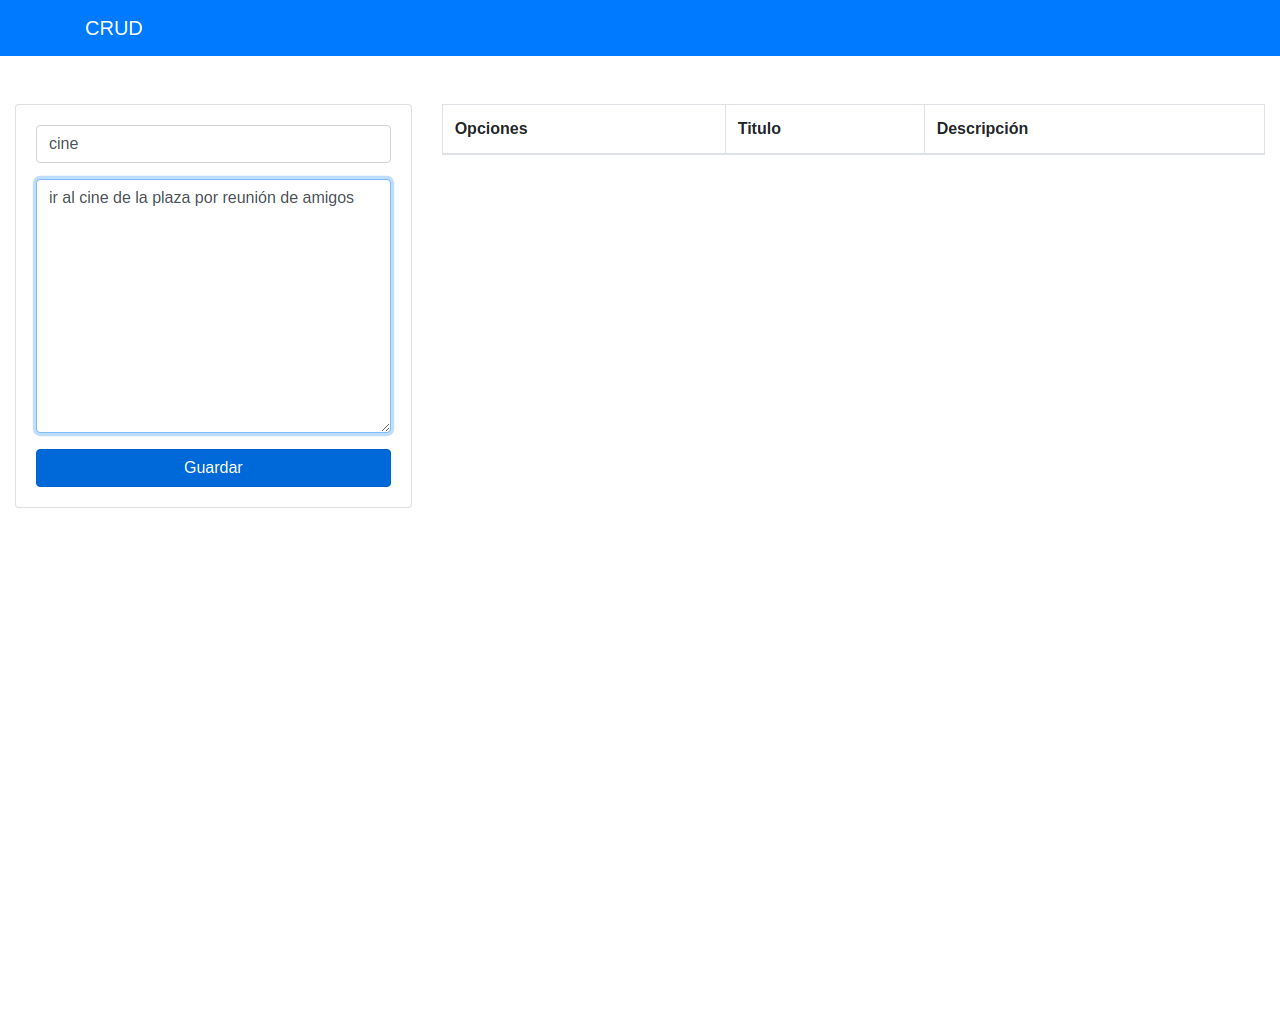 CRUD
cine
ir al cine de la plaza por reunión de amigos
Guardar
Opciones Titulo Descripción